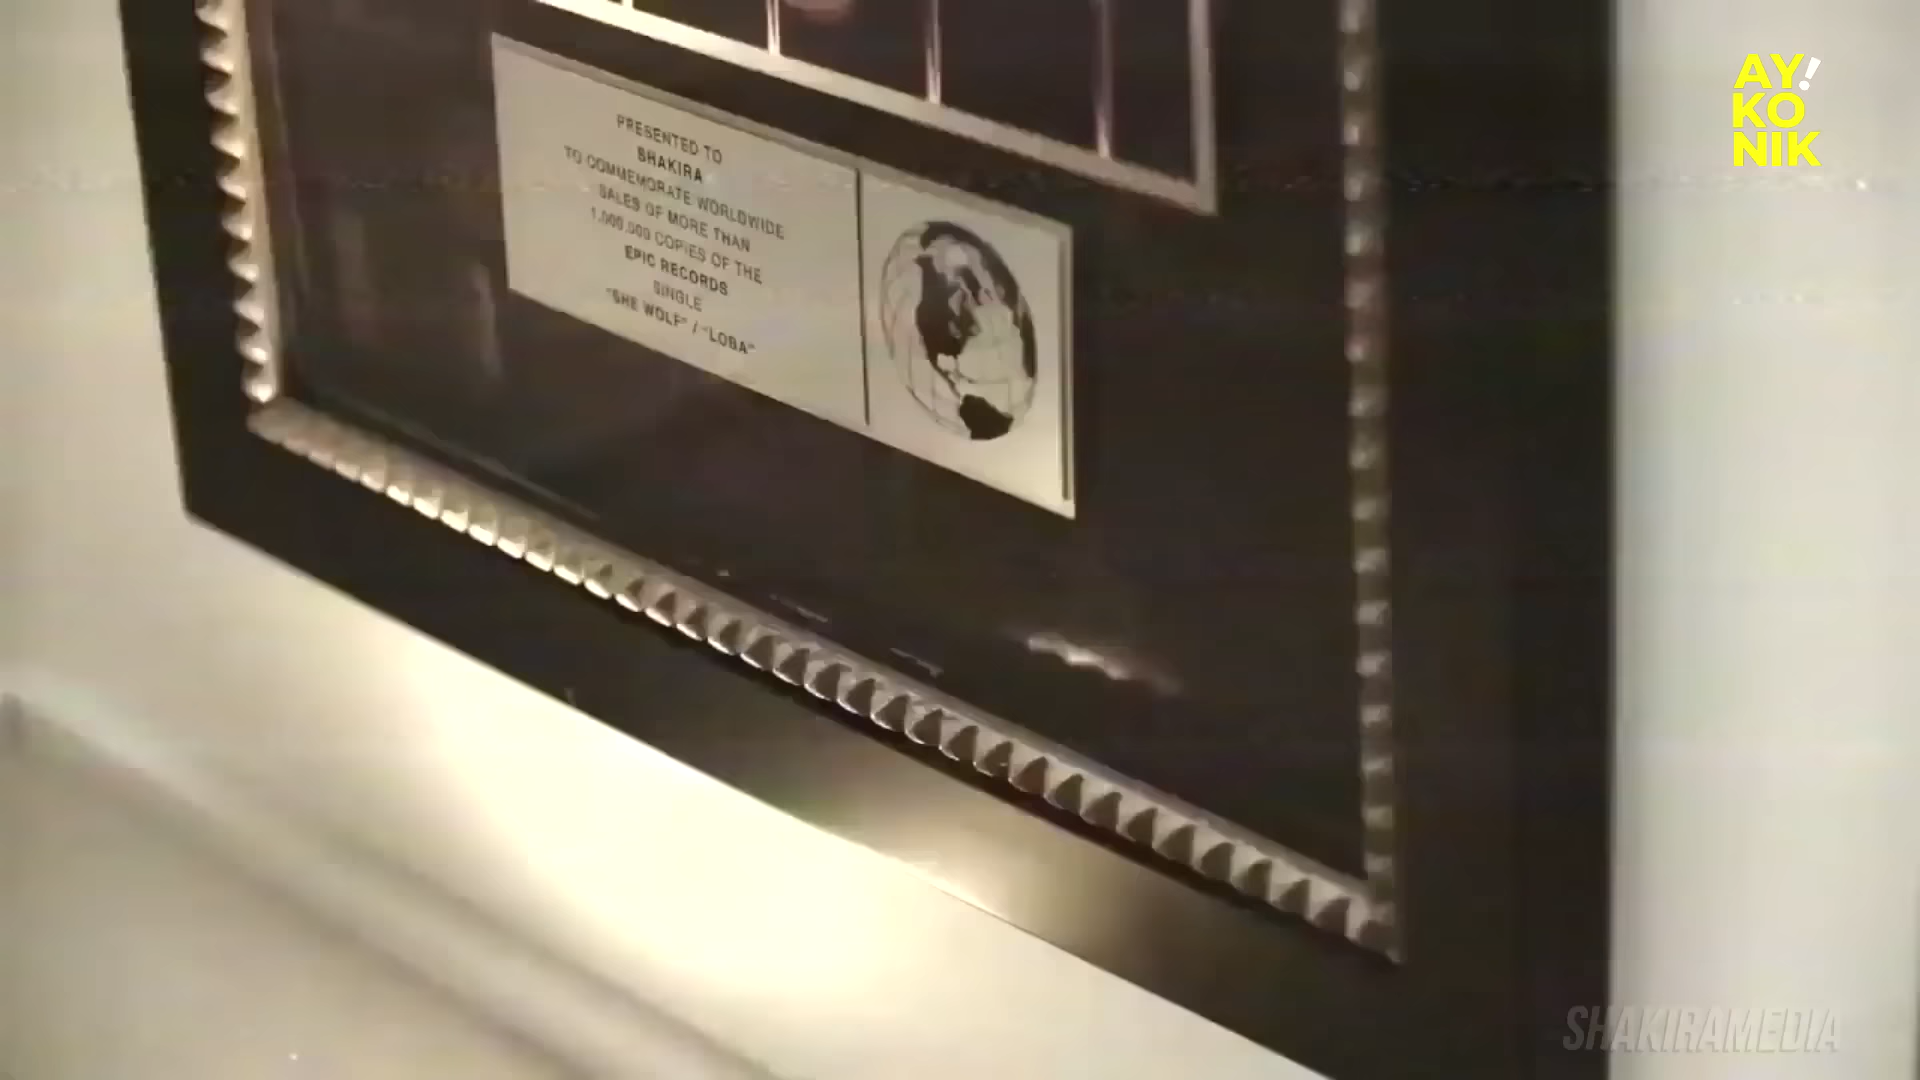 AY!
KO
NIK
PRESENTED TO
SHAKIRA
TO COMMEMORATE WORLDWIDE
SALES OF MORE THAN
1,000,000 COPIES OF THE
EPIC RECORDS
SINGLE
"SHE WOLF" / "LOBA"
SHAKIRAMEDIA